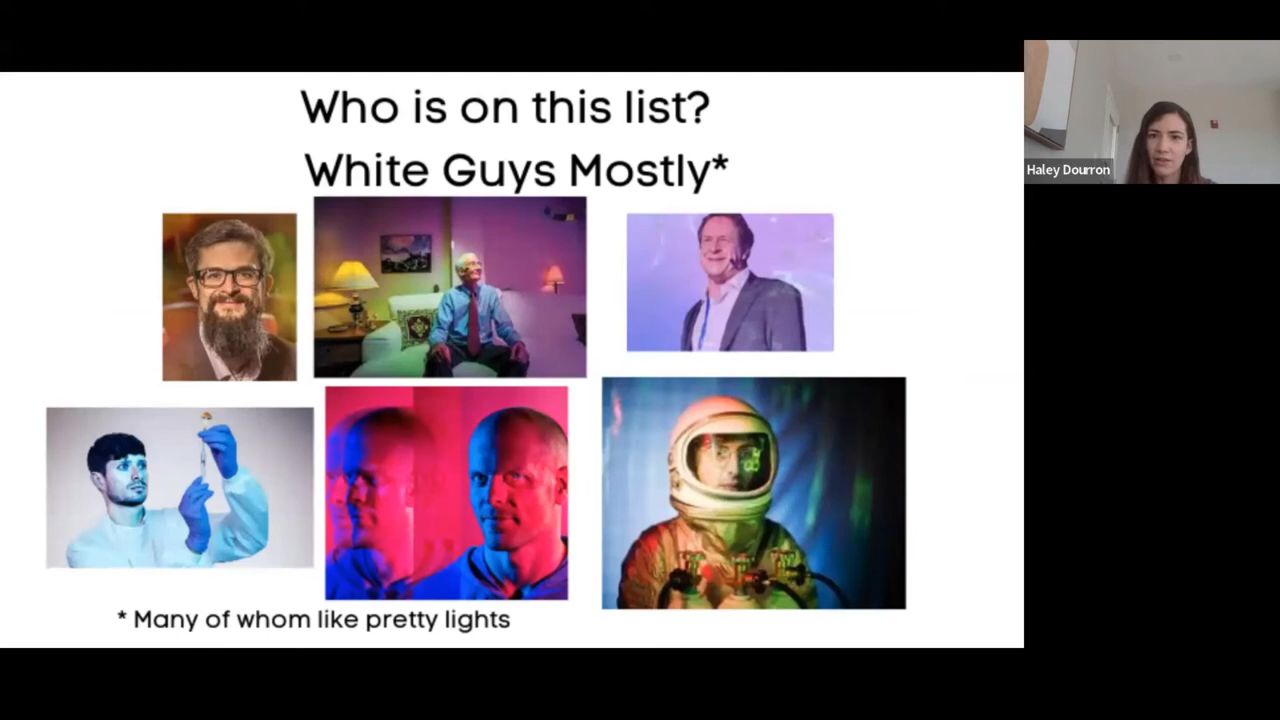 Who is on this list?
White Guys Mostly*
Haley Dourron
* Many of whom like pretty lights